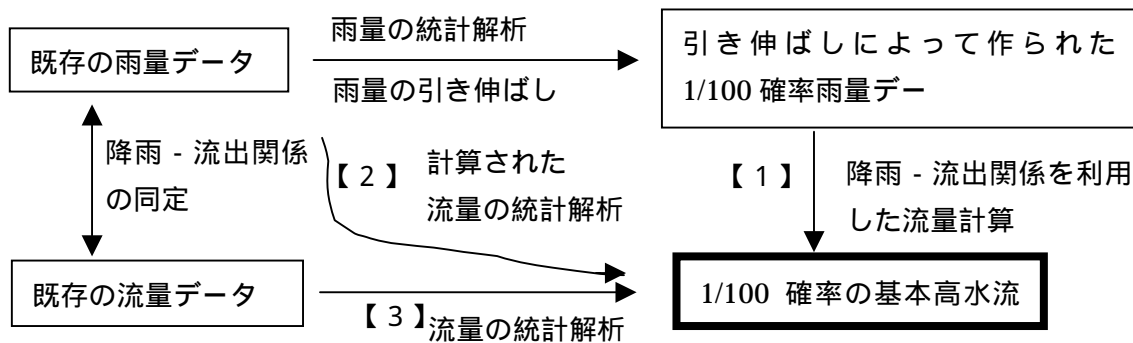 既存の雨量データ
雨量の統計解析
雨量の引き伸ばし
引き伸ばしによって作られた
1/100 確率雨量デー
降雨 - 流出関係
の同定
【 2 】 計算された
流量の統計解析
【 1 】 降雨 - 流出関係を利用
した流量計算
既存の流量データ
【 3 】流量の統計解析
1/100 確率の基本高水流